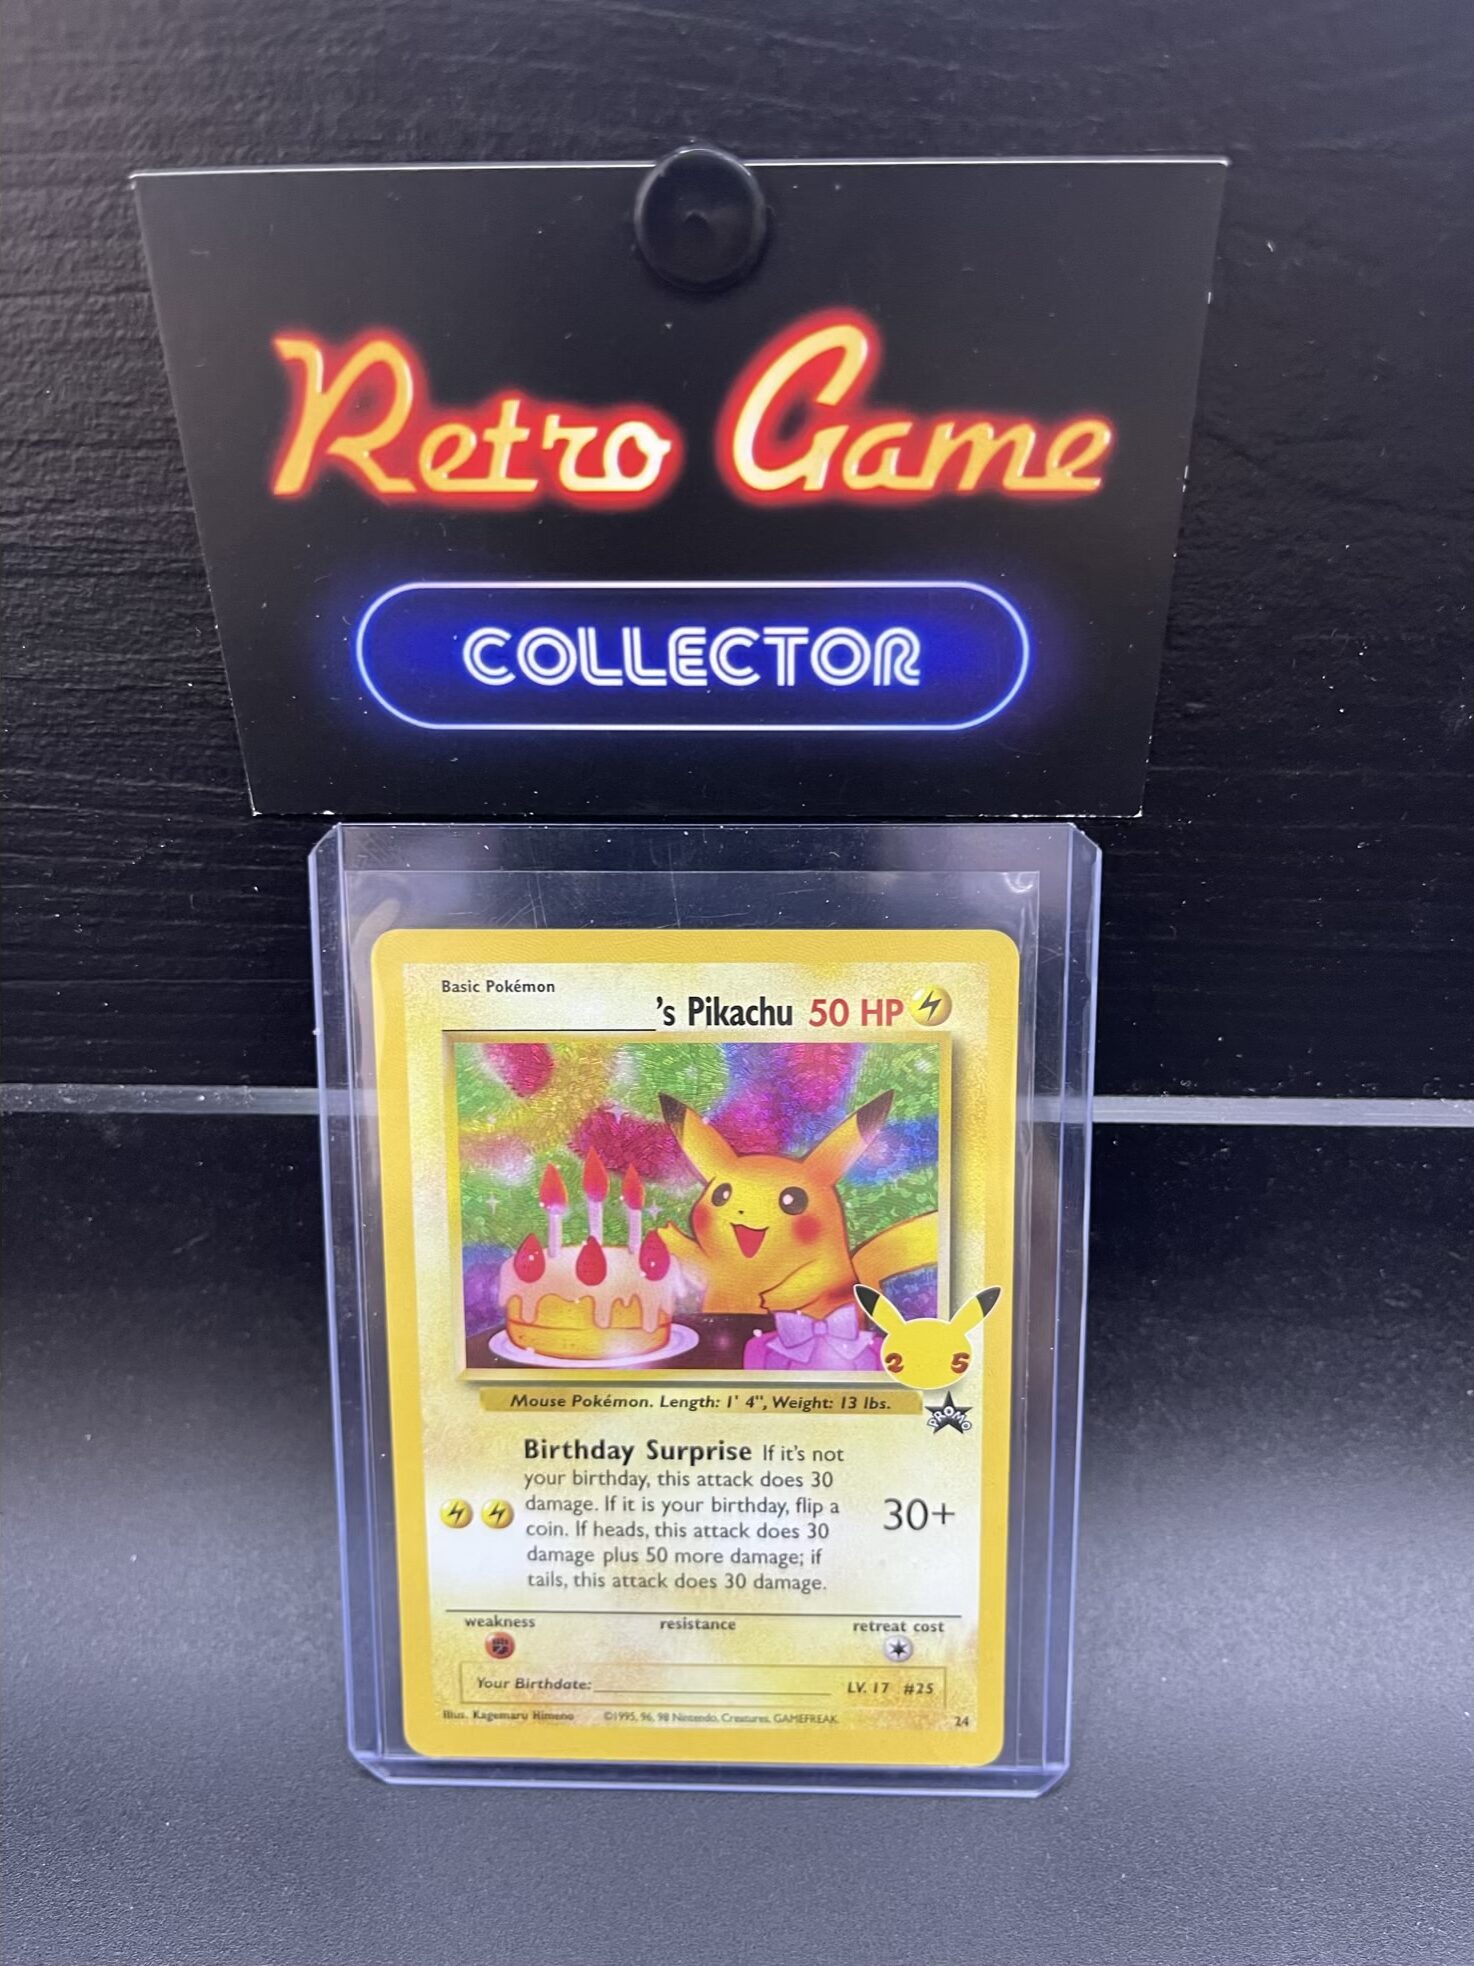 Retro Game
COLLECTOR
Basic Pokémon
's Pikachu 50 HP
25
Mouse Pokémon. Length: 1' 4", Weight: 13 lbs.
PROMO
Birthday Surprise If it's not
your birthday, this attack does 30
damage. If it is your birthday, flip a
coin. If heads, this attack does 30
damage plus 50 more damage; if
tails, this attack does 30 damage.
30+
weakness resistance retreat cost
Your Birthdate: LV. 17 #25
Illus. Kagemaru Himeno ©1995, 96, 98 Nintendo, Creatures, GAMEFREAK. 24